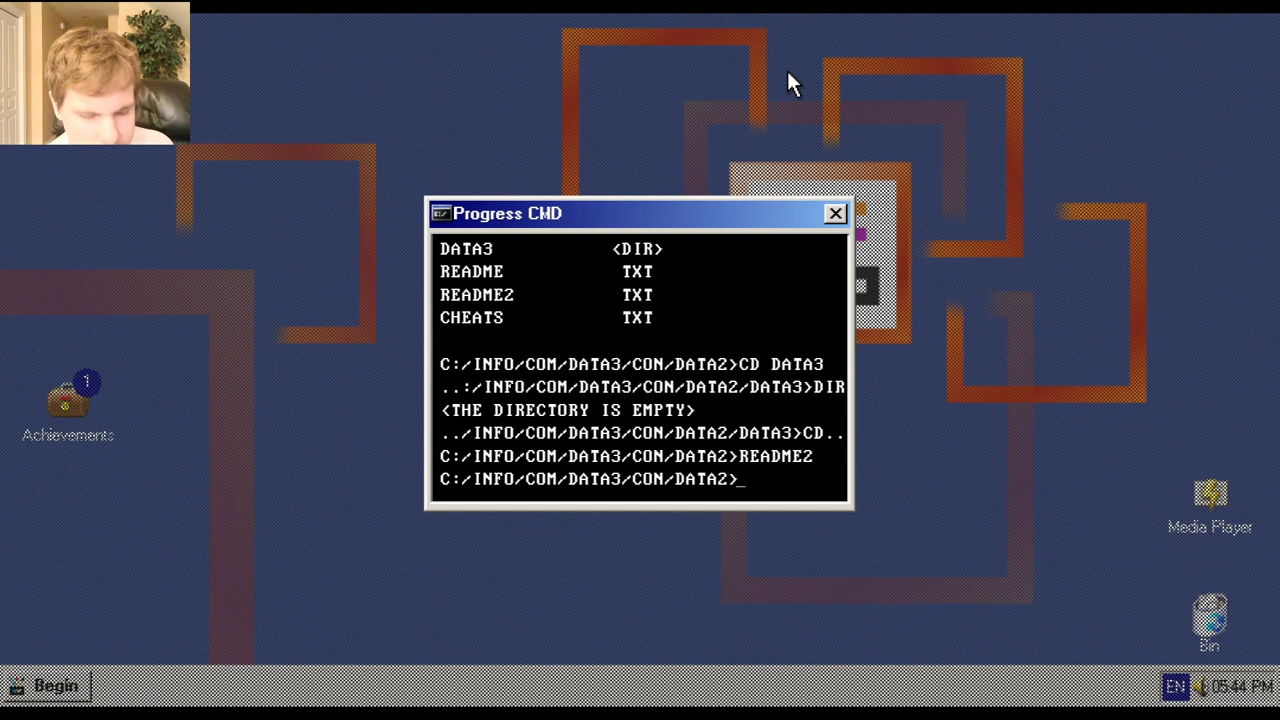 Progress CMD
DATA3 <DIR>
README TXT
README2 TXT
CHEATS TXT
C:/INFO/COM/DATA3/CON/DATA2>CD DATA3
..:/INFO/COM/DATA3/CON/DATA2/DATA3>DIR
<THE DIRECTORY IS EMPTY>
../INFO/COM/DATA3/CON/DATA2/DATA3>CD..
C:/INFO/COM/DATA3/CON/DATA2>README2
C:/INFO/COM/DATA3/CON/DATA2>_
1
Achievements
Media Player
Bin
Begin
EN 05:44 PM